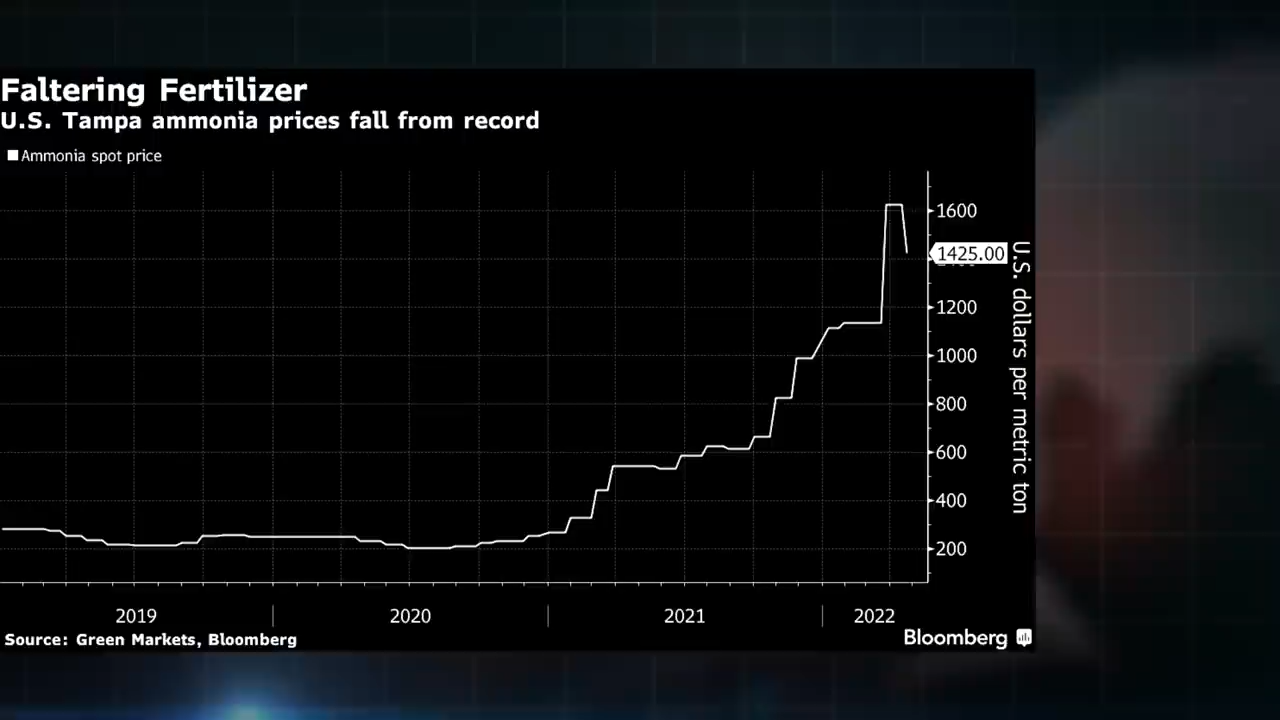 Faltering Fertilizer
U.S. Tampa ammonia prices fall from record
Ammonia spot price
1600
1425.00
1200
1000
800
600
400
200
U.S. dollars per metric ton
2019
2020
2021
2022
Source: Green Markets, Bloomberg
Bloomberg